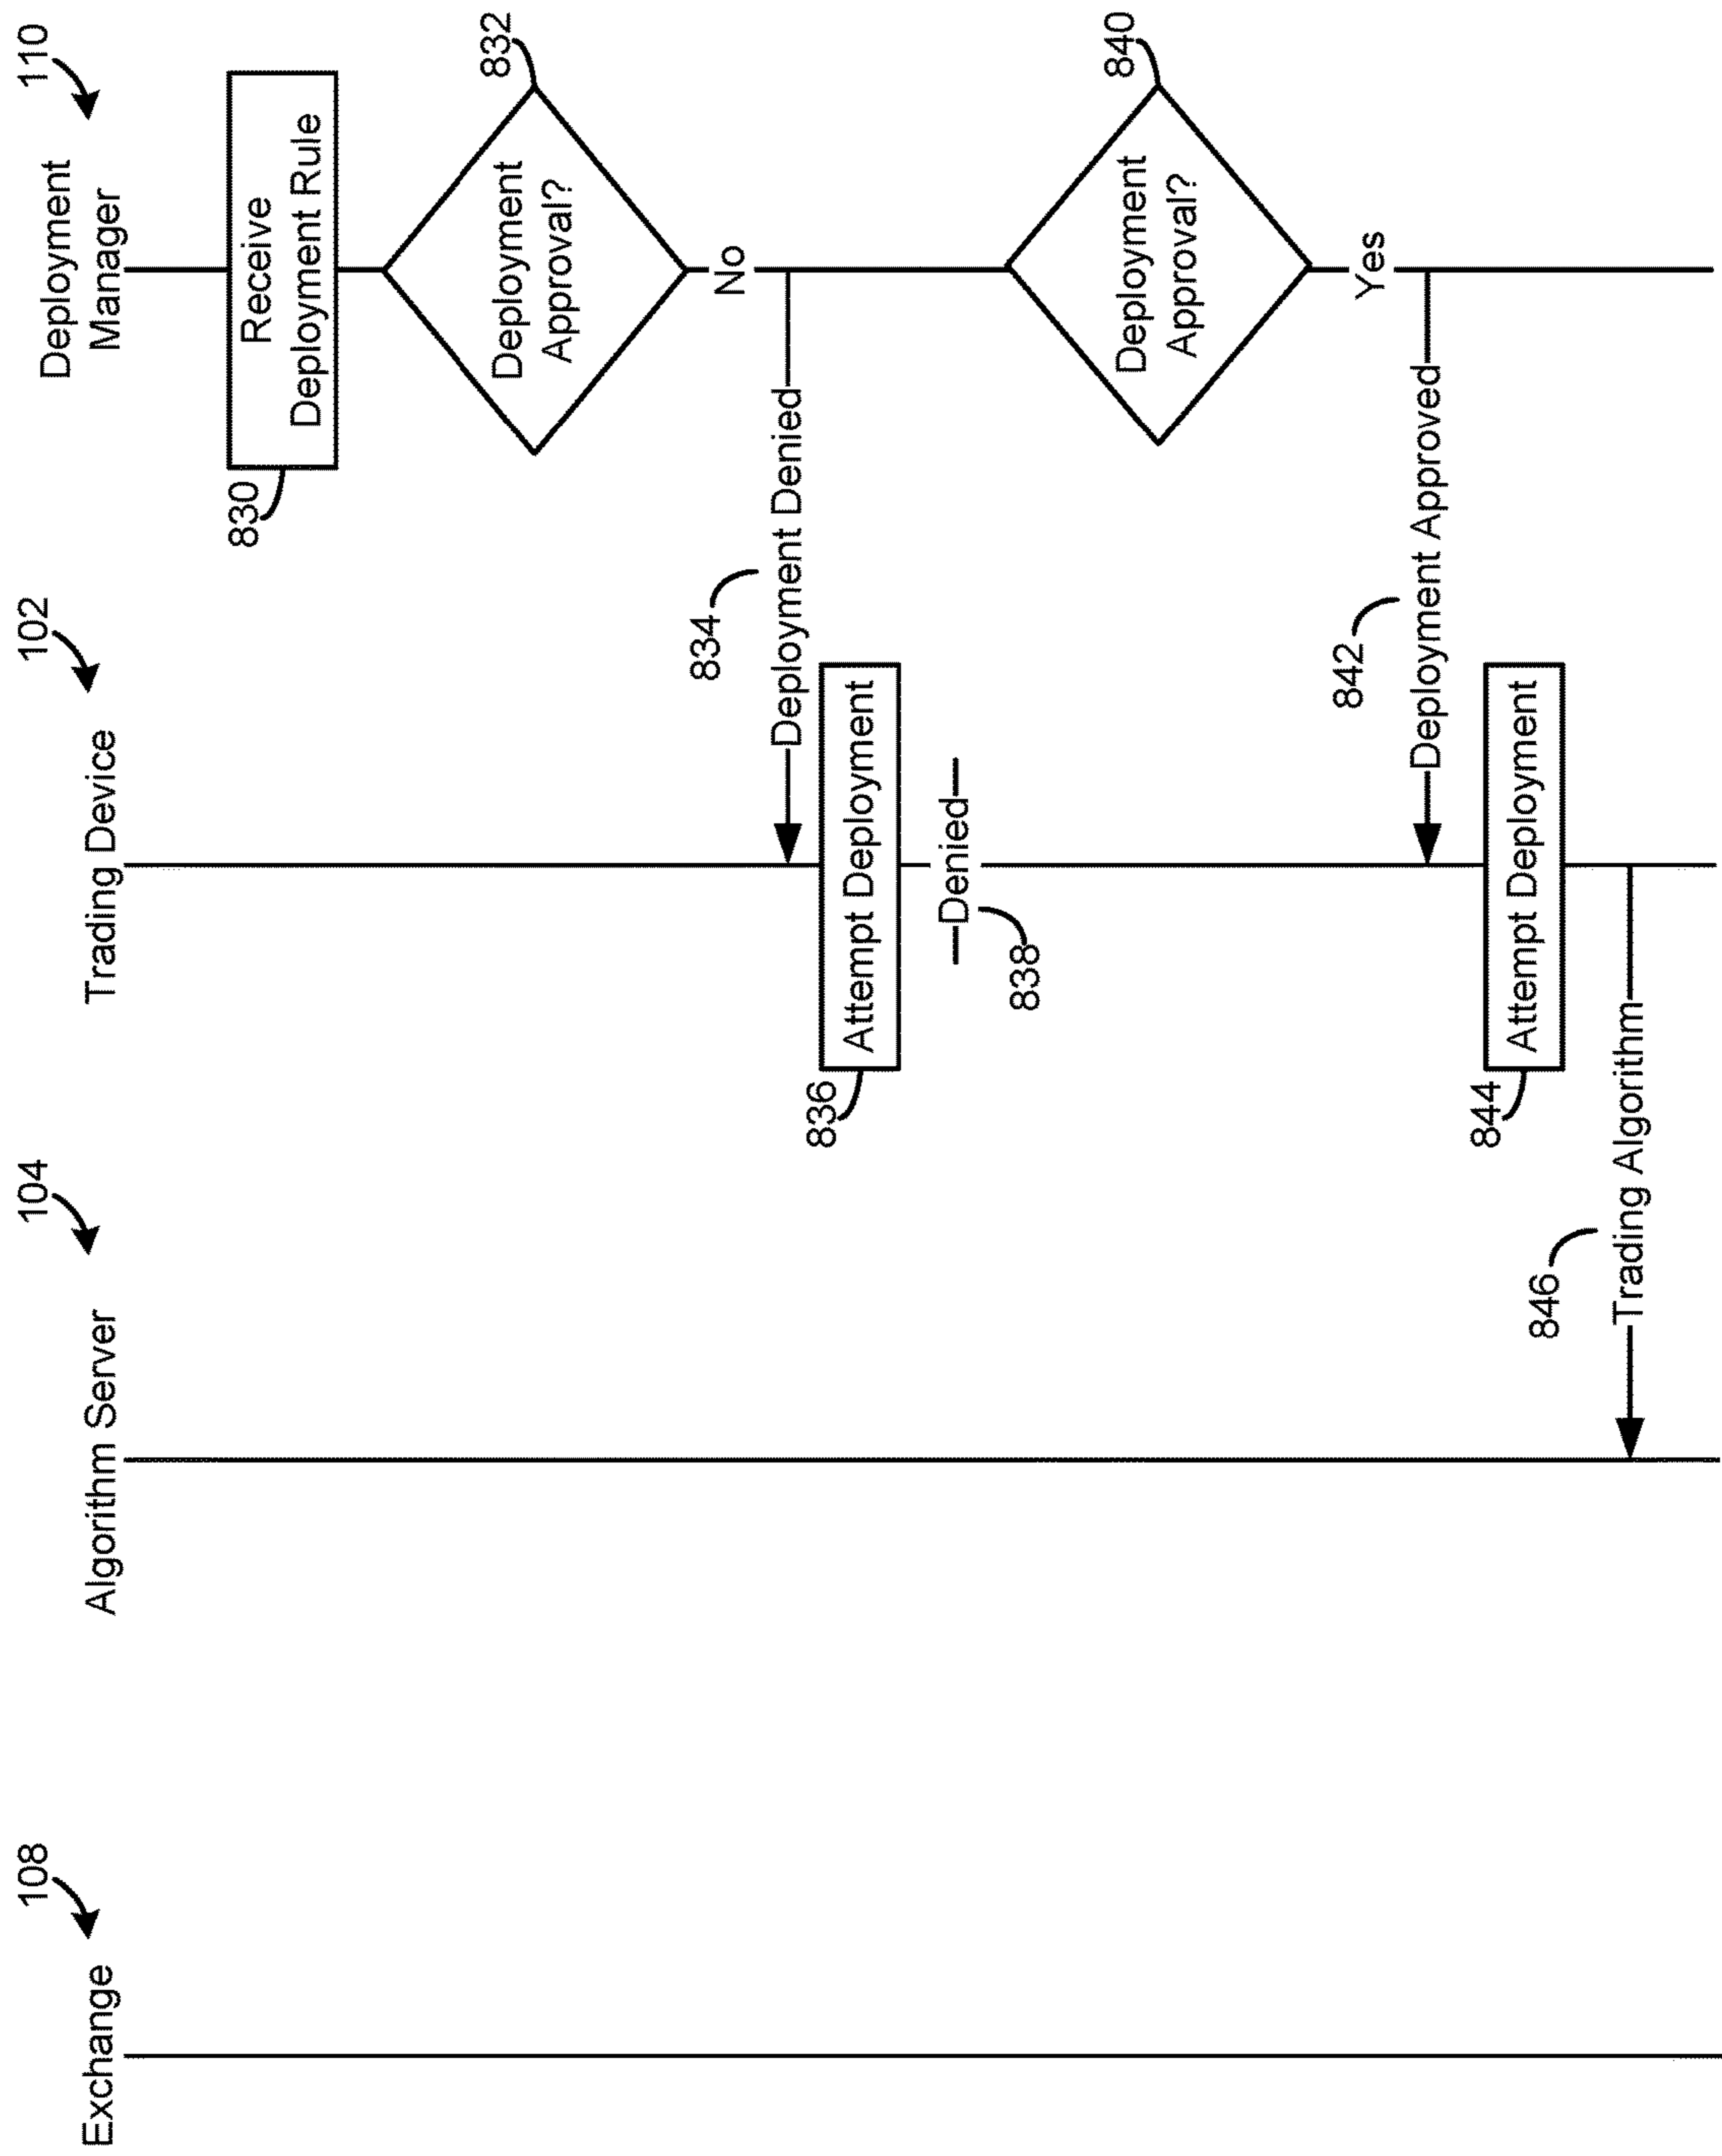 108
Exchange
104
Algorithm Server
102
Trading Device
110
Deployment
Manager
830
Receive
Deployment Rule
832
Deployment
Approval?
No
834
Deployment Denied
836
Attempt Deployment
Denied
838
840
Deployment
Approval?
Yes
842
Deployment Approved
844
Attempt Deployment
846
Trading Algorithm